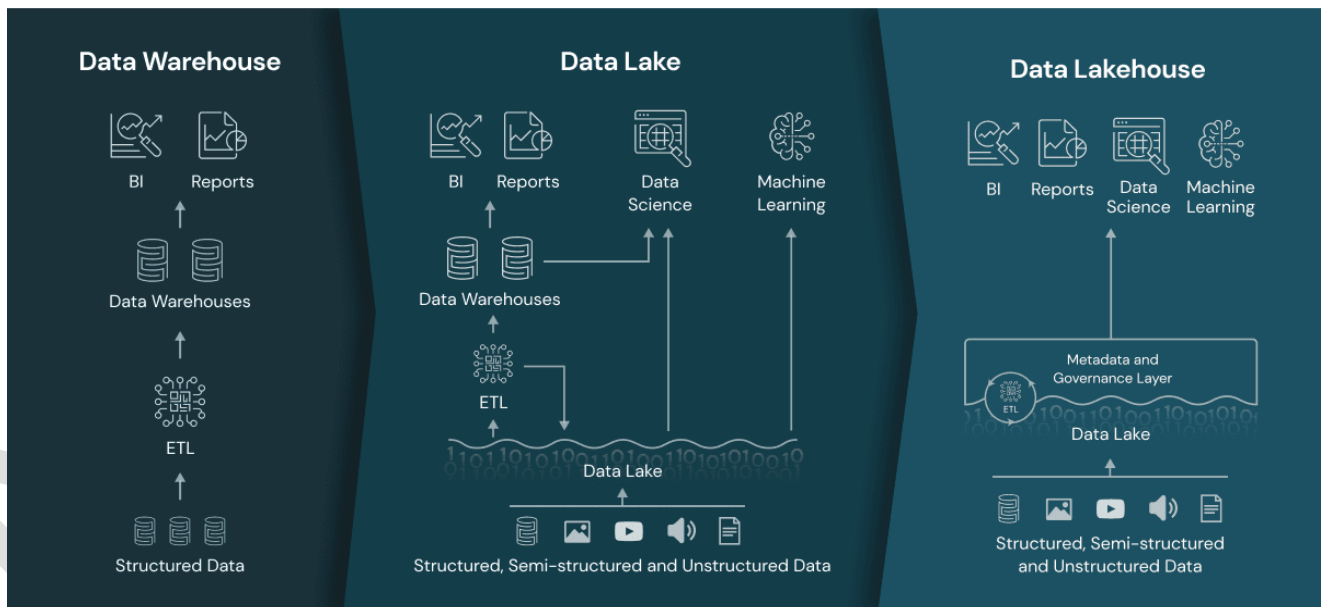 Data Warehouse
BI
Reports
Data Warehouses
ETL
Structured Data
Data Lake
BI
Reports
Data
Science
Machine
Learning
Data Warehouses
ETL
Data Lake
Structured, Semi-structured and Unstructured Data
Data Lakehouse
BI
Reports
Data
Science
Machine
Learning
Metadata and
Governance Layer
ETL
Data Lake
Structured, Semi-structured
and Unstructured Data